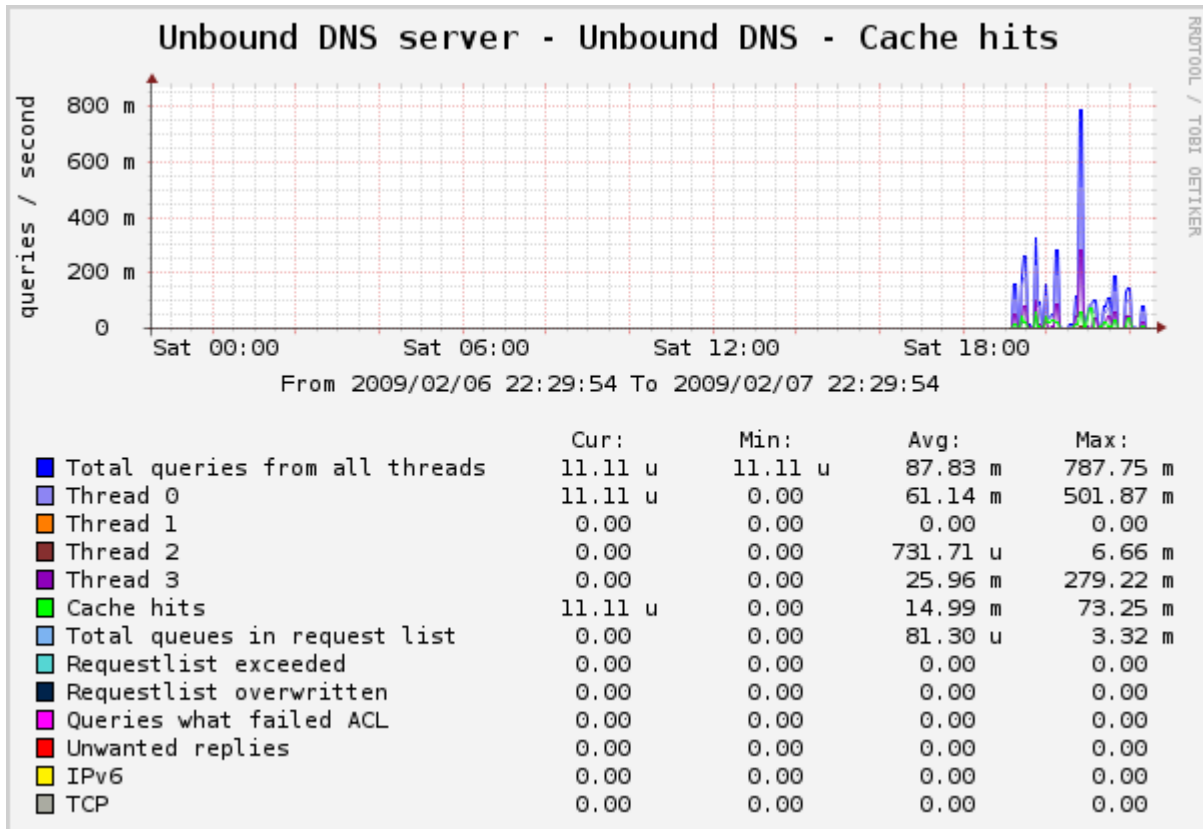 Unbound DNS server - Unbound DNS - Cache hits
RRDTOOL / TOBI OETIKER
queries / second
800 m
600 m
400 m
200 m
0
Sat 00:00 Sat 06:00 Sat 12:00 Sat 18:00
From 2009/02/06 22:29:54 To 2009/02/07 22:29:54
Cur: Min: Avg: Max:
Total queries from all threads 11.11 u 11.11 u 87.83 m 787.75 m
Thread 0 11.11 u 0.00 61.14 m 501.87 m
Thread 1 0.00 0.00 0.00 0.00
Thread 2 0.00 0.00 731.71 u 6.66 m
Thread 3 0.00 0.00 25.96 m 279.22 m
Cache hits 11.11 u 0.00 14.99 m 73.25 m
Total queues in request list 0.00 0.00 81.30 u 3.32 m
Requestlist exceeded 0.00 0.00 0.00 0.00
Requestlist overwritten 0.00 0.00 0.00 0.00
Queries what failed ACL 0.00 0.00 0.00 0.00
Unwanted replies 0.00 0.00 0.00 0.00
IPv6 0.00 0.00 0.00 0.00
TCP 0.00 0.00 0.00 0.00